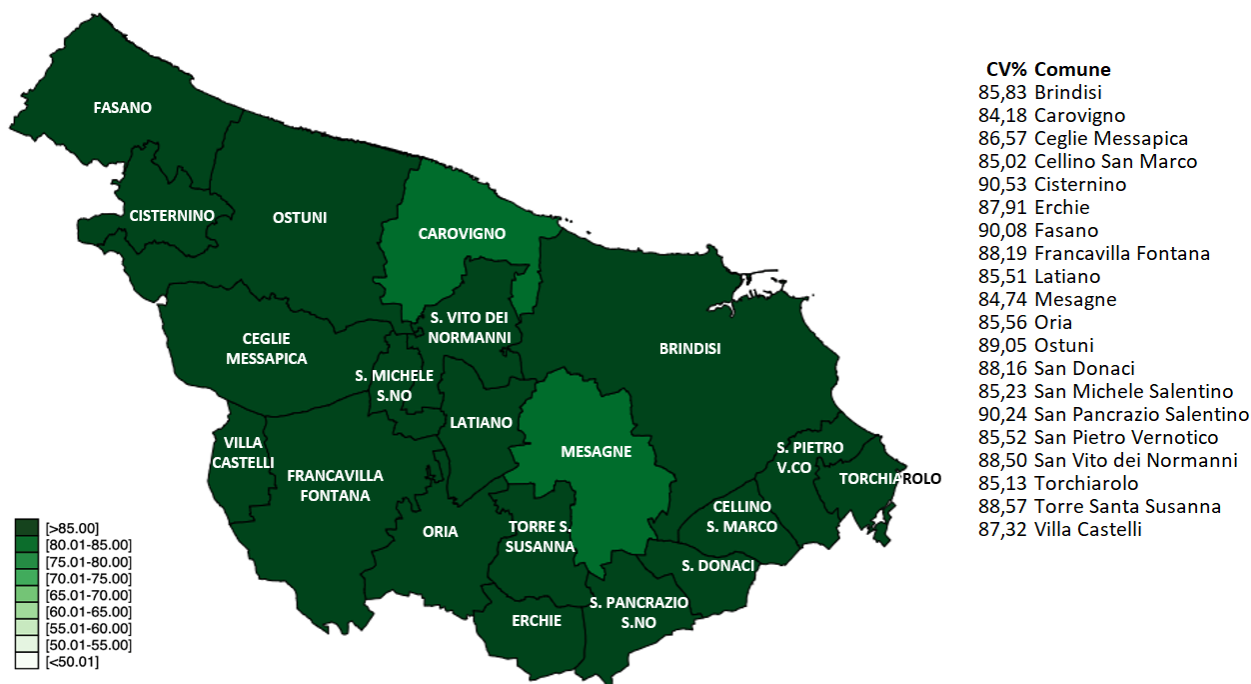 FASANO
CISTERNINO
OSTUNI
CAROVIGNO
S. VITO DEI
NORMANNI
CEGLIE
MESSAPICA
S. MICHELE
S.NO
BRINDISI
LATIANO
MESAGNE
VILLA
CASTELLI
FRANCAVILLA
FONTANA
S. PIETRO
V.CO
TORCHIAROLO
CELLINO
S. MARCO
ORIA
TORRE S.
SUSANNA
S. DONACI
S. PANCRAZIO
S.NO
ERCHIE
[>85.00]
[80.01-85.00]
[75.01-80.00]
[70.01-75.00]
[65.01-70.00]
[60.01-65.00]
[55.01-60.00]
[50.01-55.00]
[<50.01]
CV% Comune
85,83 Brindisi
84,18 Carovigno
86,57 Ceglie Messapica
85,02 Cellino San Marco
90,53 Cisternino
87,91 Erchie
90,08 Fasano
88,19 Francavilla Fontana
85,51 Latiano
84,74 Mesagne
85,56 Oria
89,05 Ostuni
88,16 San Donaci
85,23 San Michele Salentino
90,24 San Pancrazio Salentino
85,52 San Pietro Vernotico
88,50 San Vito dei Normanni
85,13 Torchiarolo
88,57 Torre Santa Susanna
87,32 Villa Castelli